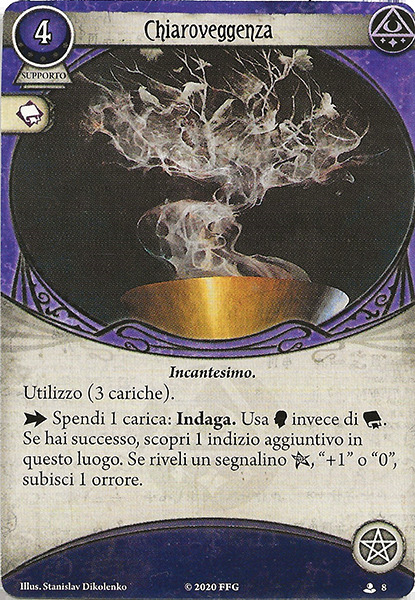 4
Chiaroveggenza
SUPPORTO
Incantesimo.
Utilizzo (3 cariche).
Spendi 1 carica: Indaga. Usa invece di .
Se hai successo, scopri 1 indizio aggiuntivo in
questo luogo. Se riveli un segnalino , “+1” o “0”,
subisci 1 orrore.
Illus. Stanislav Dikolenko
© 2020 FFG
8